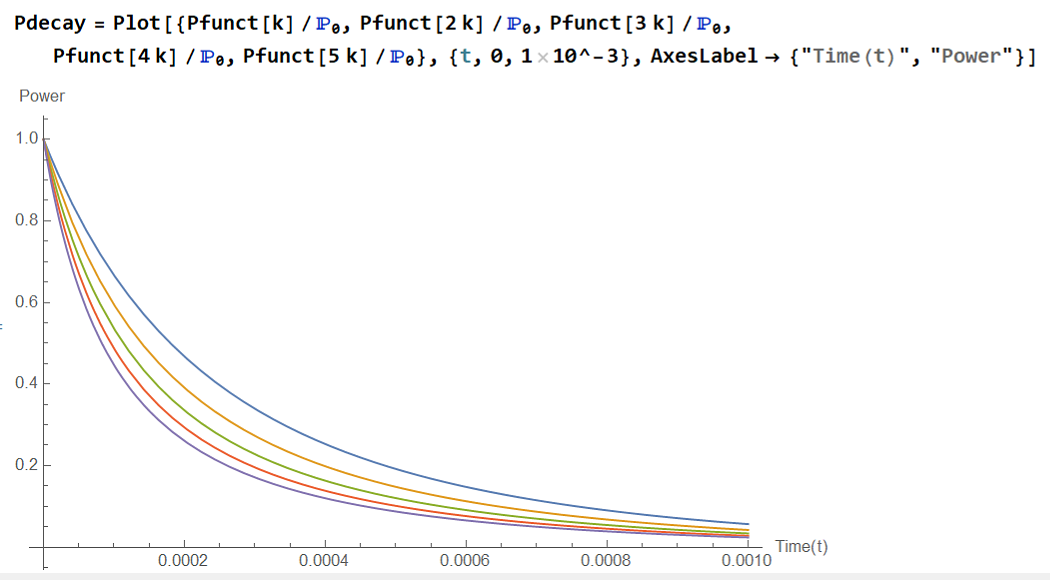 Pdecay = Plot[{Pfunct[k] / ℙ₀, Pfunct[2 k] / ℙ₀, Pfunct[3 k] / ℙ₀,
Pfunct[4 k] / ℙ₀, Pfunct[5 k] / ℙ₀}, {t, 0, 1 × 10^-3}, AxesLabel → {"Time(t)", "Power"}]
Power
1.0
0.8
0.6
0.4
0.2
0.0002 0.0004 0.0006 0.0008 0.0010 Time(t)